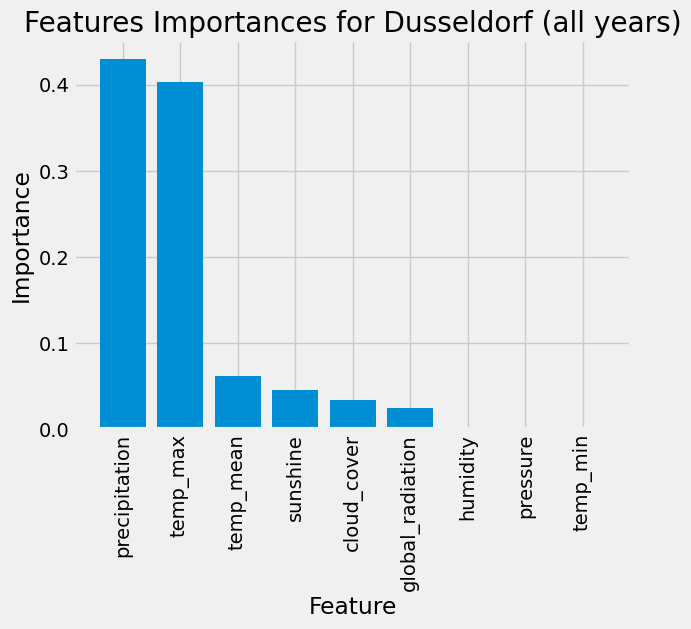 Features Importances for Dusseldorf (all years)
Importance
0.4
0.3
0.2
0.1
0.0
precipitation
temp_max
temp_mean
sunshine
cloud_cover
global_radiation
humidity
pressure
temp_min
Feature